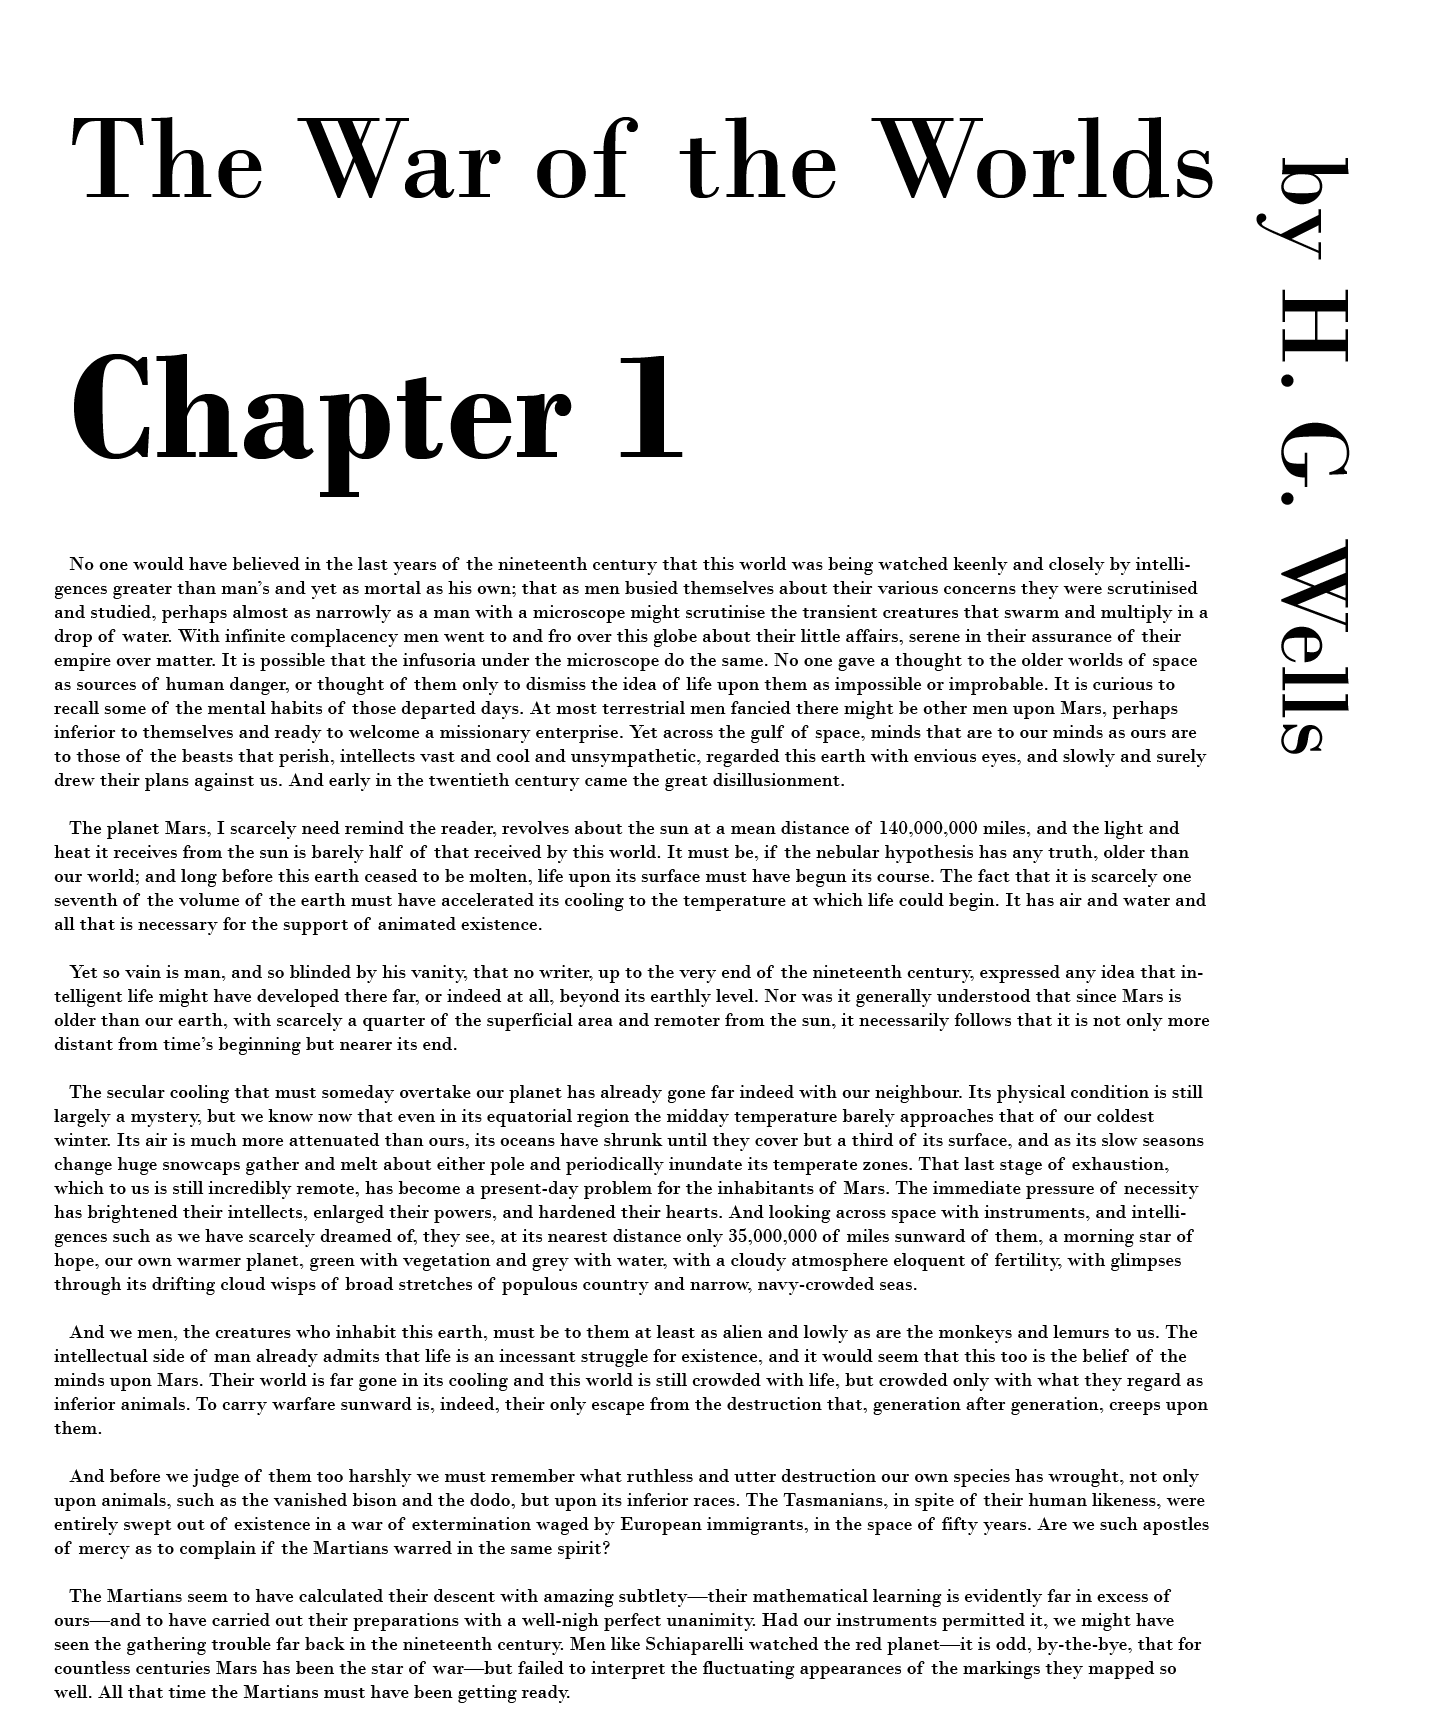 The War of the Worlds
by H. G. Wells
Chapter 1
No one would have believed in the last years of the nineteenth century that this world was being watched keenly and closely by intelli-
gences greater than man’s and yet as mortal as his own; that as men busied themselves about their various concerns they were scrutinised
and studied, perhaps almost as narrowly as a man with a microscope might scrutinise the transient creatures that swarm and multiply in a
drop of water. With infinite complacency men went to and fro over this globe about their little affairs, serene in their assurance of their
empire over matter. It is possible that the infusoria under the microscope do the same. No one gave a thought to the older worlds of space
as sources of human danger, or thought of them only to dismiss the idea of life upon them as impossible or improbable. It is curious to
recall some of the mental habits of those departed days. At most terrestrial men fancied there might be other men upon Mars, perhaps
inferior to themselves and ready to welcome a missionary enterprise. Yet across the gulf of space, minds that are to our minds as ours are
to those of the beasts that perish, intellects vast and cool and unsympathetic, regarded this earth with envious eyes, and slowly and surely
drew their plans against us. And early in the twentieth century came the great disillusionment.
The planet Mars, I scarcely need remind the reader, revolves about the sun at a mean distance of 140,000,000 miles, and the light and
heat it receives from the sun is barely half of that received by this world. It must be, if the nebular hypothesis has any truth, older than
our world; and long before this earth ceased to be molten, life upon its surface must have begun its course. The fact that it is scarcely one
seventh of the volume of the earth must have accelerated its cooling to the temperature at which life could begin. It has air and water and
all that is necessary for the support of animated existence.
Yet so vain is man, and so blinded by his vanity, that no writer, up to the very end of the nineteenth century, expressed any idea that in-
telligent life might have developed there far, or indeed at all, beyond its earthly level. Nor was it generally understood that since Mars is
older than our earth, with scarcely a quarter of the superficial area and remoter from the sun, it necessarily follows that it is not only more
distant from time’s beginning but nearer its end.
The secular cooling that must someday overtake our planet has already gone far indeed with our neighbour. Its physical condition is still
largely a mystery, but we know now that even in its equatorial region the midday temperature barely approaches that of our coldest
winter. Its air is much more attenuated than ours, its oceans have shrunk until they cover but a third of its surface, and as its slow seasons
change huge snowcaps gather and melt about either pole and periodically inundate its temperate zones. That last stage of exhaustion,
which to us is still incredibly remote, has become a present-day problem for the inhabitants of Mars. The immediate pressure of necessity
has brightened their intellects, enlarged their powers, and hardened their hearts. And looking across space with instruments, and intelli-
gences such as we have scarcely dreamed of, they see, at its nearest distance only 35,000,000 of miles sunward of them, a morning star of
hope, our own warmer planet, green with vegetation and grey with water, with a cloudy atmosphere eloquent of fertility, with glimpses
through its drifting cloud wisps of broad stretches of populous country and narrow, navy-crowded seas.
And we men, the creatures who inhabit this earth, must be to them at least as alien and lowly as are the monkeys and lemurs to us. The
intellectual side of man already admits that life is an incessant struggle for existence, and it would seem that this too is the belief of the
minds upon Mars. Their world is far gone in its cooling and this world is still crowded with life, but crowded only with what they regard as
inferior animals. To carry warfare sunward is, indeed, their only escape from the destruction that, generation after generation, creeps upon
them.
And before we judge of them too harshly we must remember what ruthless and utter destruction our own species has wrought, not only
upon animals, such as the vanished bison and the dodo, but upon its inferior races. The Tasmanians, in spite of their human likeness, were
entirely swept out of existence in a war of extermination waged by European immigrants, in the space of fifty years. Are we such apostles
of mercy as to complain if the Martians warred in the same spirit?
The Martians seem to have calculated their descent with amazing subtlety—their mathematical learning is evidently far in excess of
ours—and to have carried out their preparations with a well-nigh perfect unanimity. Had our instruments permitted it, we might have
seen the gathering trouble far back in the nineteenth century. Men like Schiaparelli watched the red planet—it is odd, by-the-bye, that for
countless centuries Mars has been the star of war—but failed to interpret the fluctuating appearances of the markings they mapped so
well. All that time the Martians must have been getting ready.